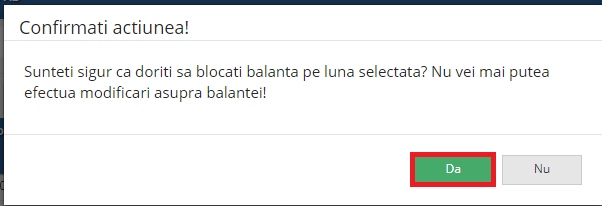 Confirmati actiunea!
Sunteti sigur ca doriti sa blocati balanta pe luna selectata? Nu vei mai putea
efectua modificari asupra balantei!
Da
Nu